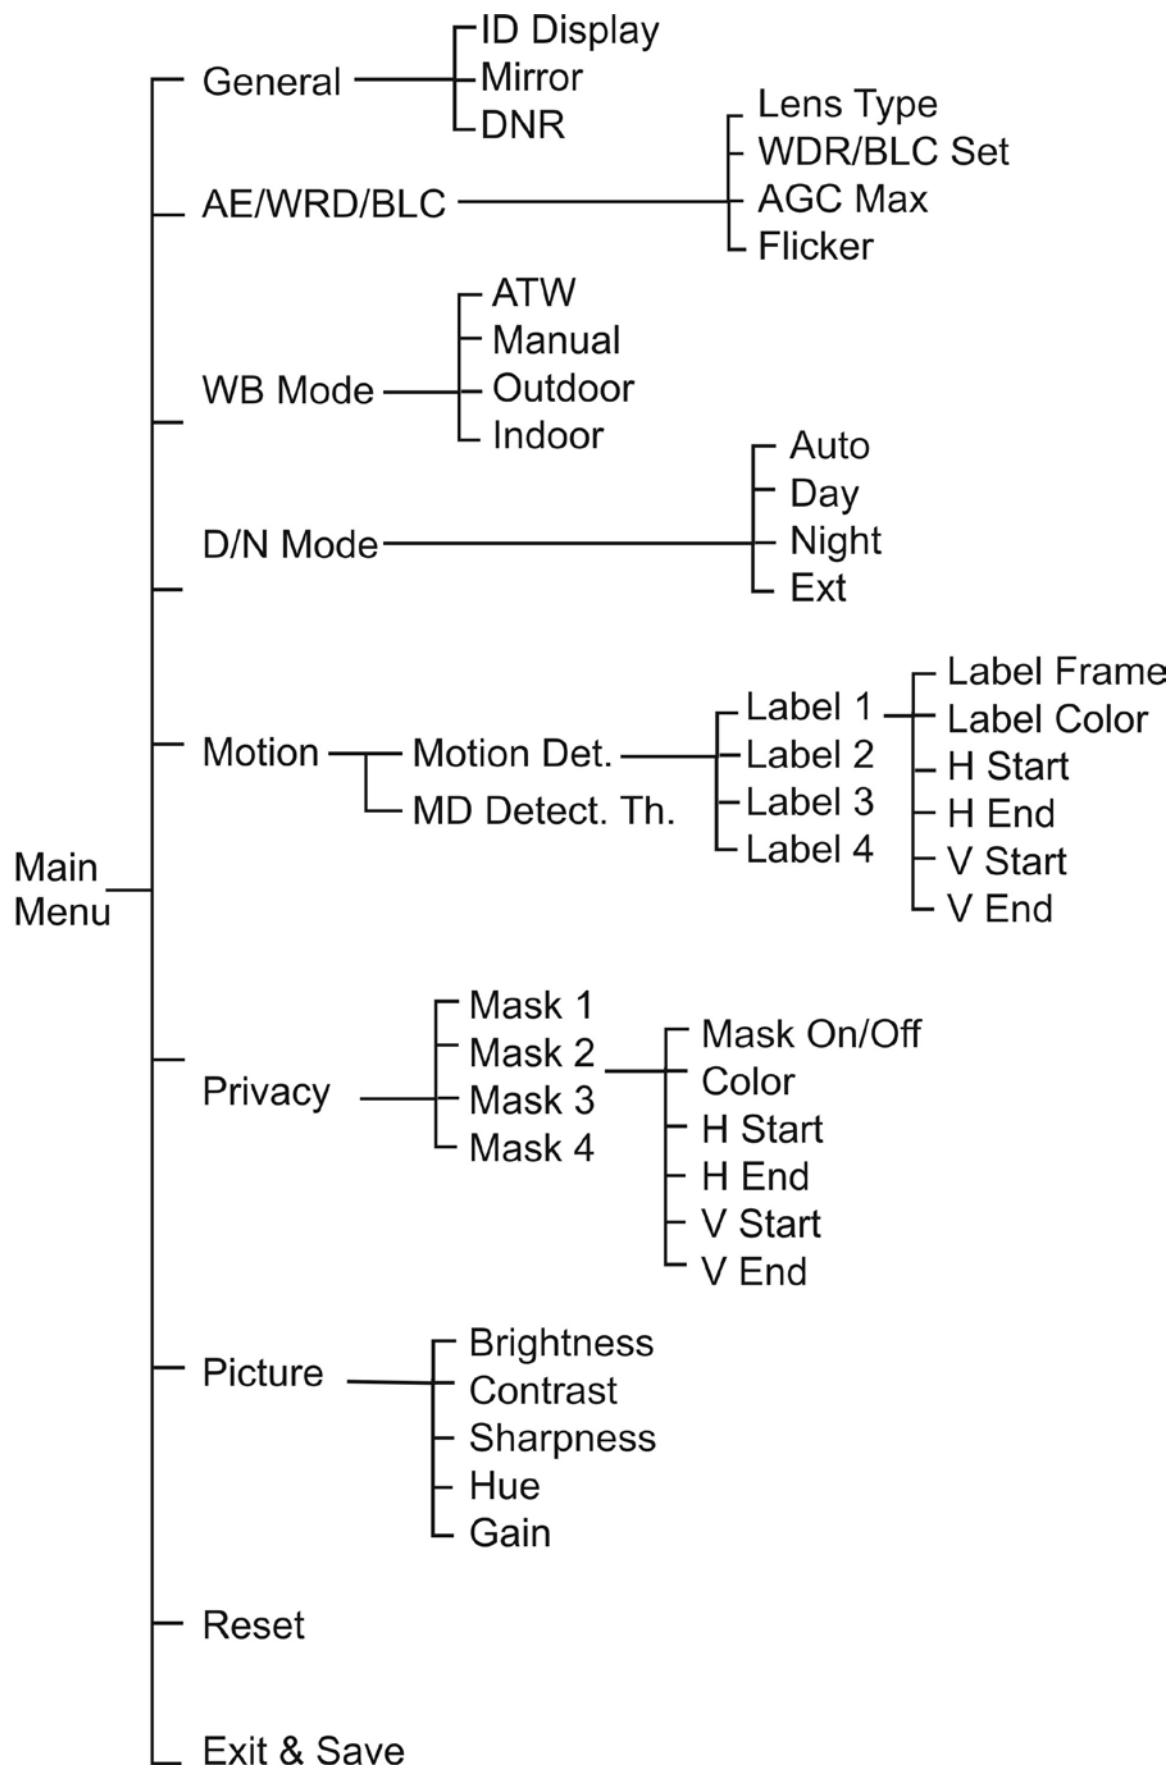 Main
Menu
General
ID Display
Mirror
DNR
AE/WRD/BLC
Lens Type
WDR/BLC Set
AGC Max
Flicker
WB Mode
ATW
Manual
Outdoor
Indoor
D/N Mode
Auto
Day
Night
Ext
Motion
Motion Det.
Label 1
Label Frame
Label Color
H Start
H End
V Start
V End
Label 2
Label 3
Label 4
MD Detect. Th.
Privacy
Mask 1
Mask 2
Mask 3
Mask 4
Mask On/Off
Color
H Start
H End
V Start
V End
Picture
Brightness
Contrast
Sharpness
Hue
Gain
Reset
Exit & Save